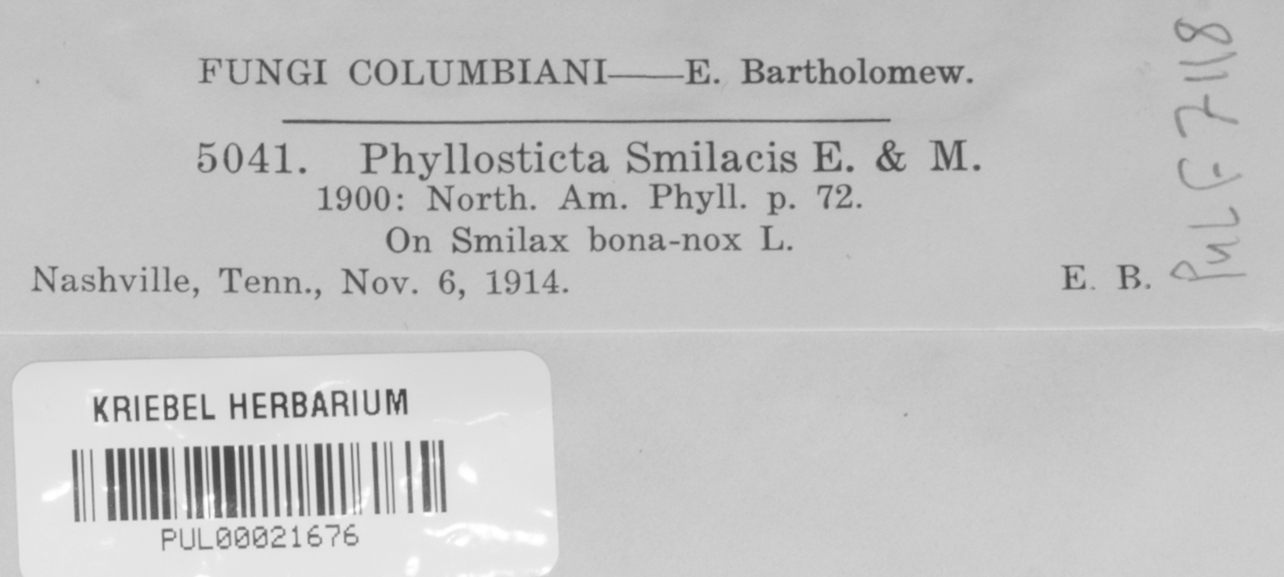 FUNGI COLUMBIANI——E. Bartholomew.
5041. Phyllosticta Smilacis E. & M.
1900: North. Am. Phyll. p. 72.
On Smilax bona-nox L.
Nashville, Tenn., Nov. 6, 1914. E. B.
PUL F 7118
KRIEBEL HERBARIUM
PUL00021676